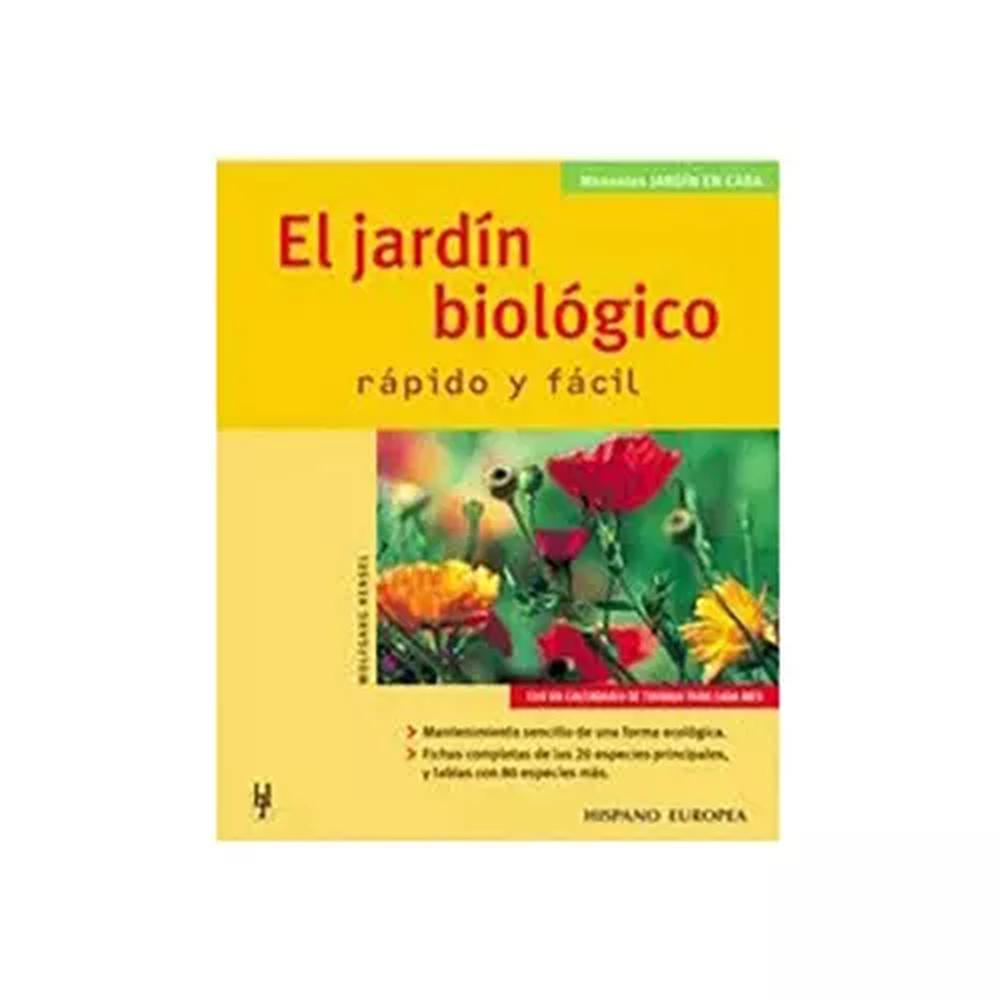 Manuales JARDÍN EN CASA
El jardín
biológico
rápido y fácil
WOLFGANG HENSEL
CON UN CALENDARIO DE TRABAJO PARA CADA MES
Mantenimiento sencillo de una forma ecológica.
Fichas completas de las 20 especies principales,
y tablas con 80 especies más.
HISPANO EUROPEA